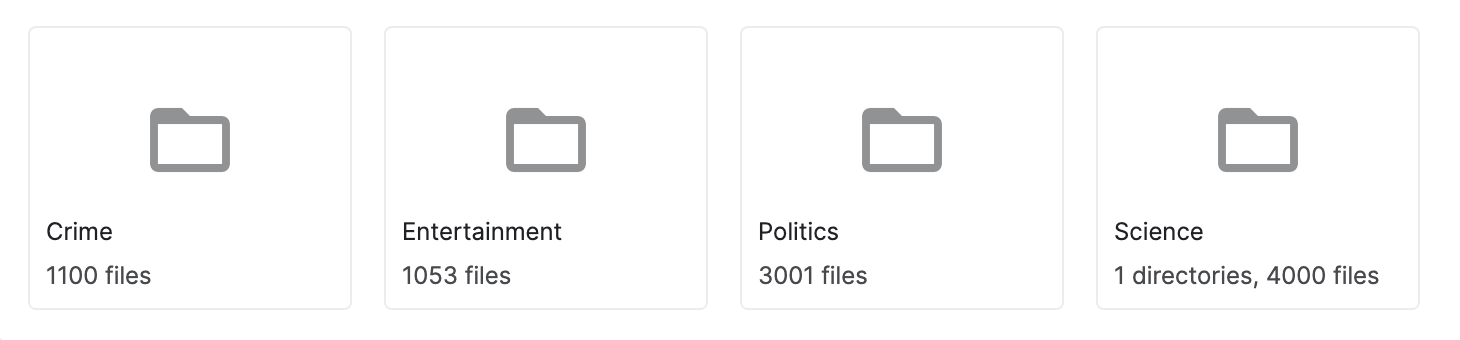 Crime
1100 files
Entertainment
1053 files
Politics
3001 files
Science
1 directories, 4000 files